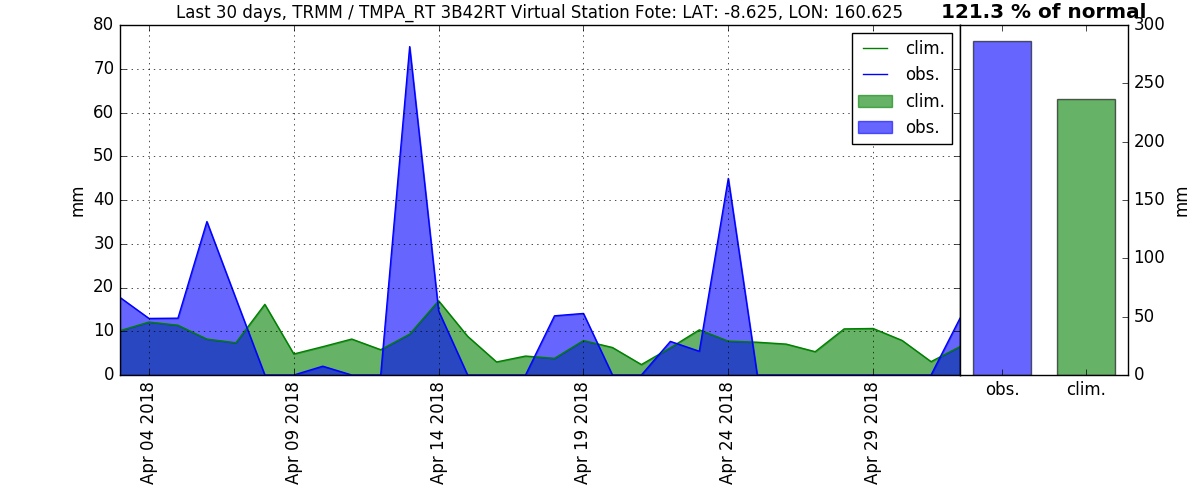 Last 30 days, TRMM / TMPA_RT 3B42RT Virtual Station Fote: LAT: -8.625, LON: 160.625
121.3 % of normal
80
70
60
50
40
30
20
10
0
mm
clim.
obs.
clim.
obs.
300
250
200
150
100
50
0
mm
obs.
clim.
Apr 04 2018
Apr 09 2018
Apr 14 2018
Apr 19 2018
Apr 24 2018
Apr 29 2018